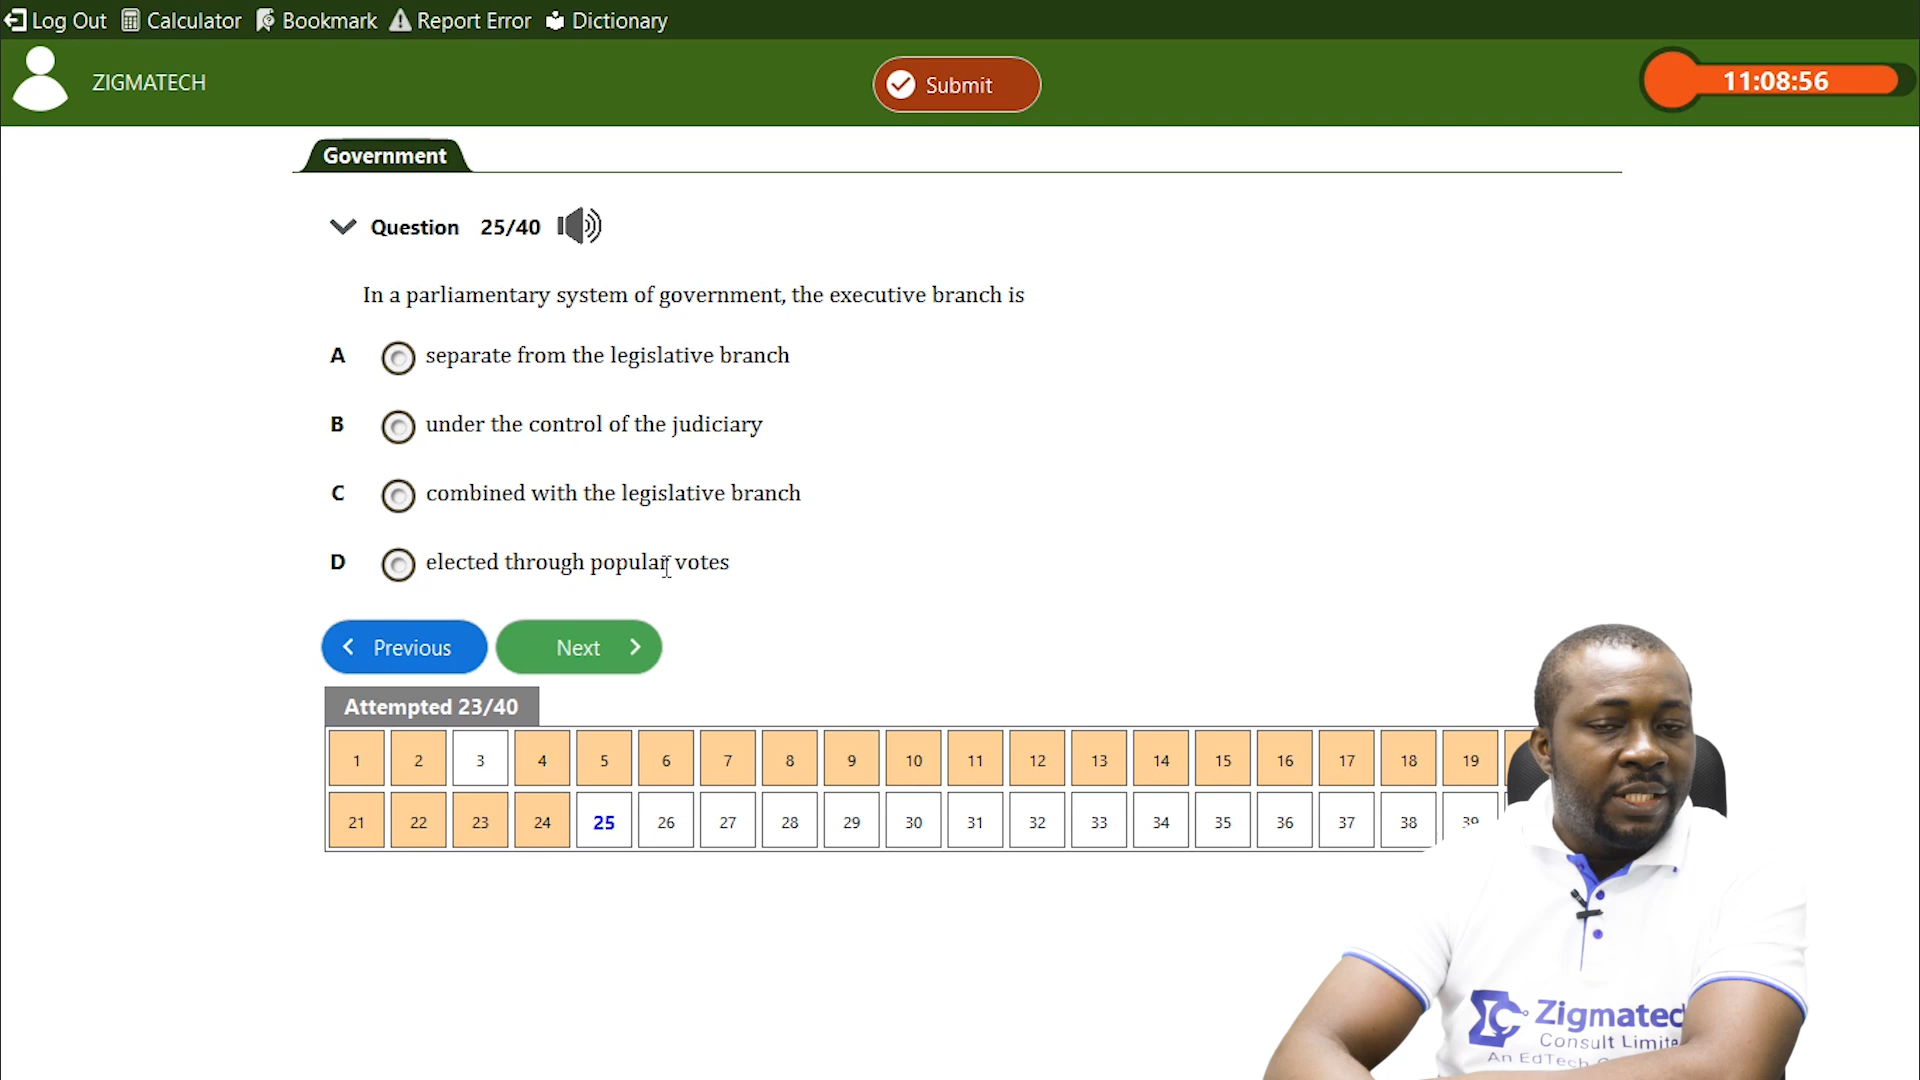 Log Out Calculator Bookmark Report Error Dictionary
ZIGMATECH
Submit
11:08:56
Government
Question 25/40
In a parliamentary system of government, the executive branch is
A separate from the legislative branch
B under the control of the judiciary
C combined with the legislative branch
D elected through popular votes
Previous Next
Attempted 23/40
1 2 3 4 5 6 7 8 9 10 11 12 13 14 15 16 17 18 19
21 22 23 24 25 26 27 28 29 30 31 32 33 34 35 36 37 38 39
Zigmatec
Consult Limite
An EdTech